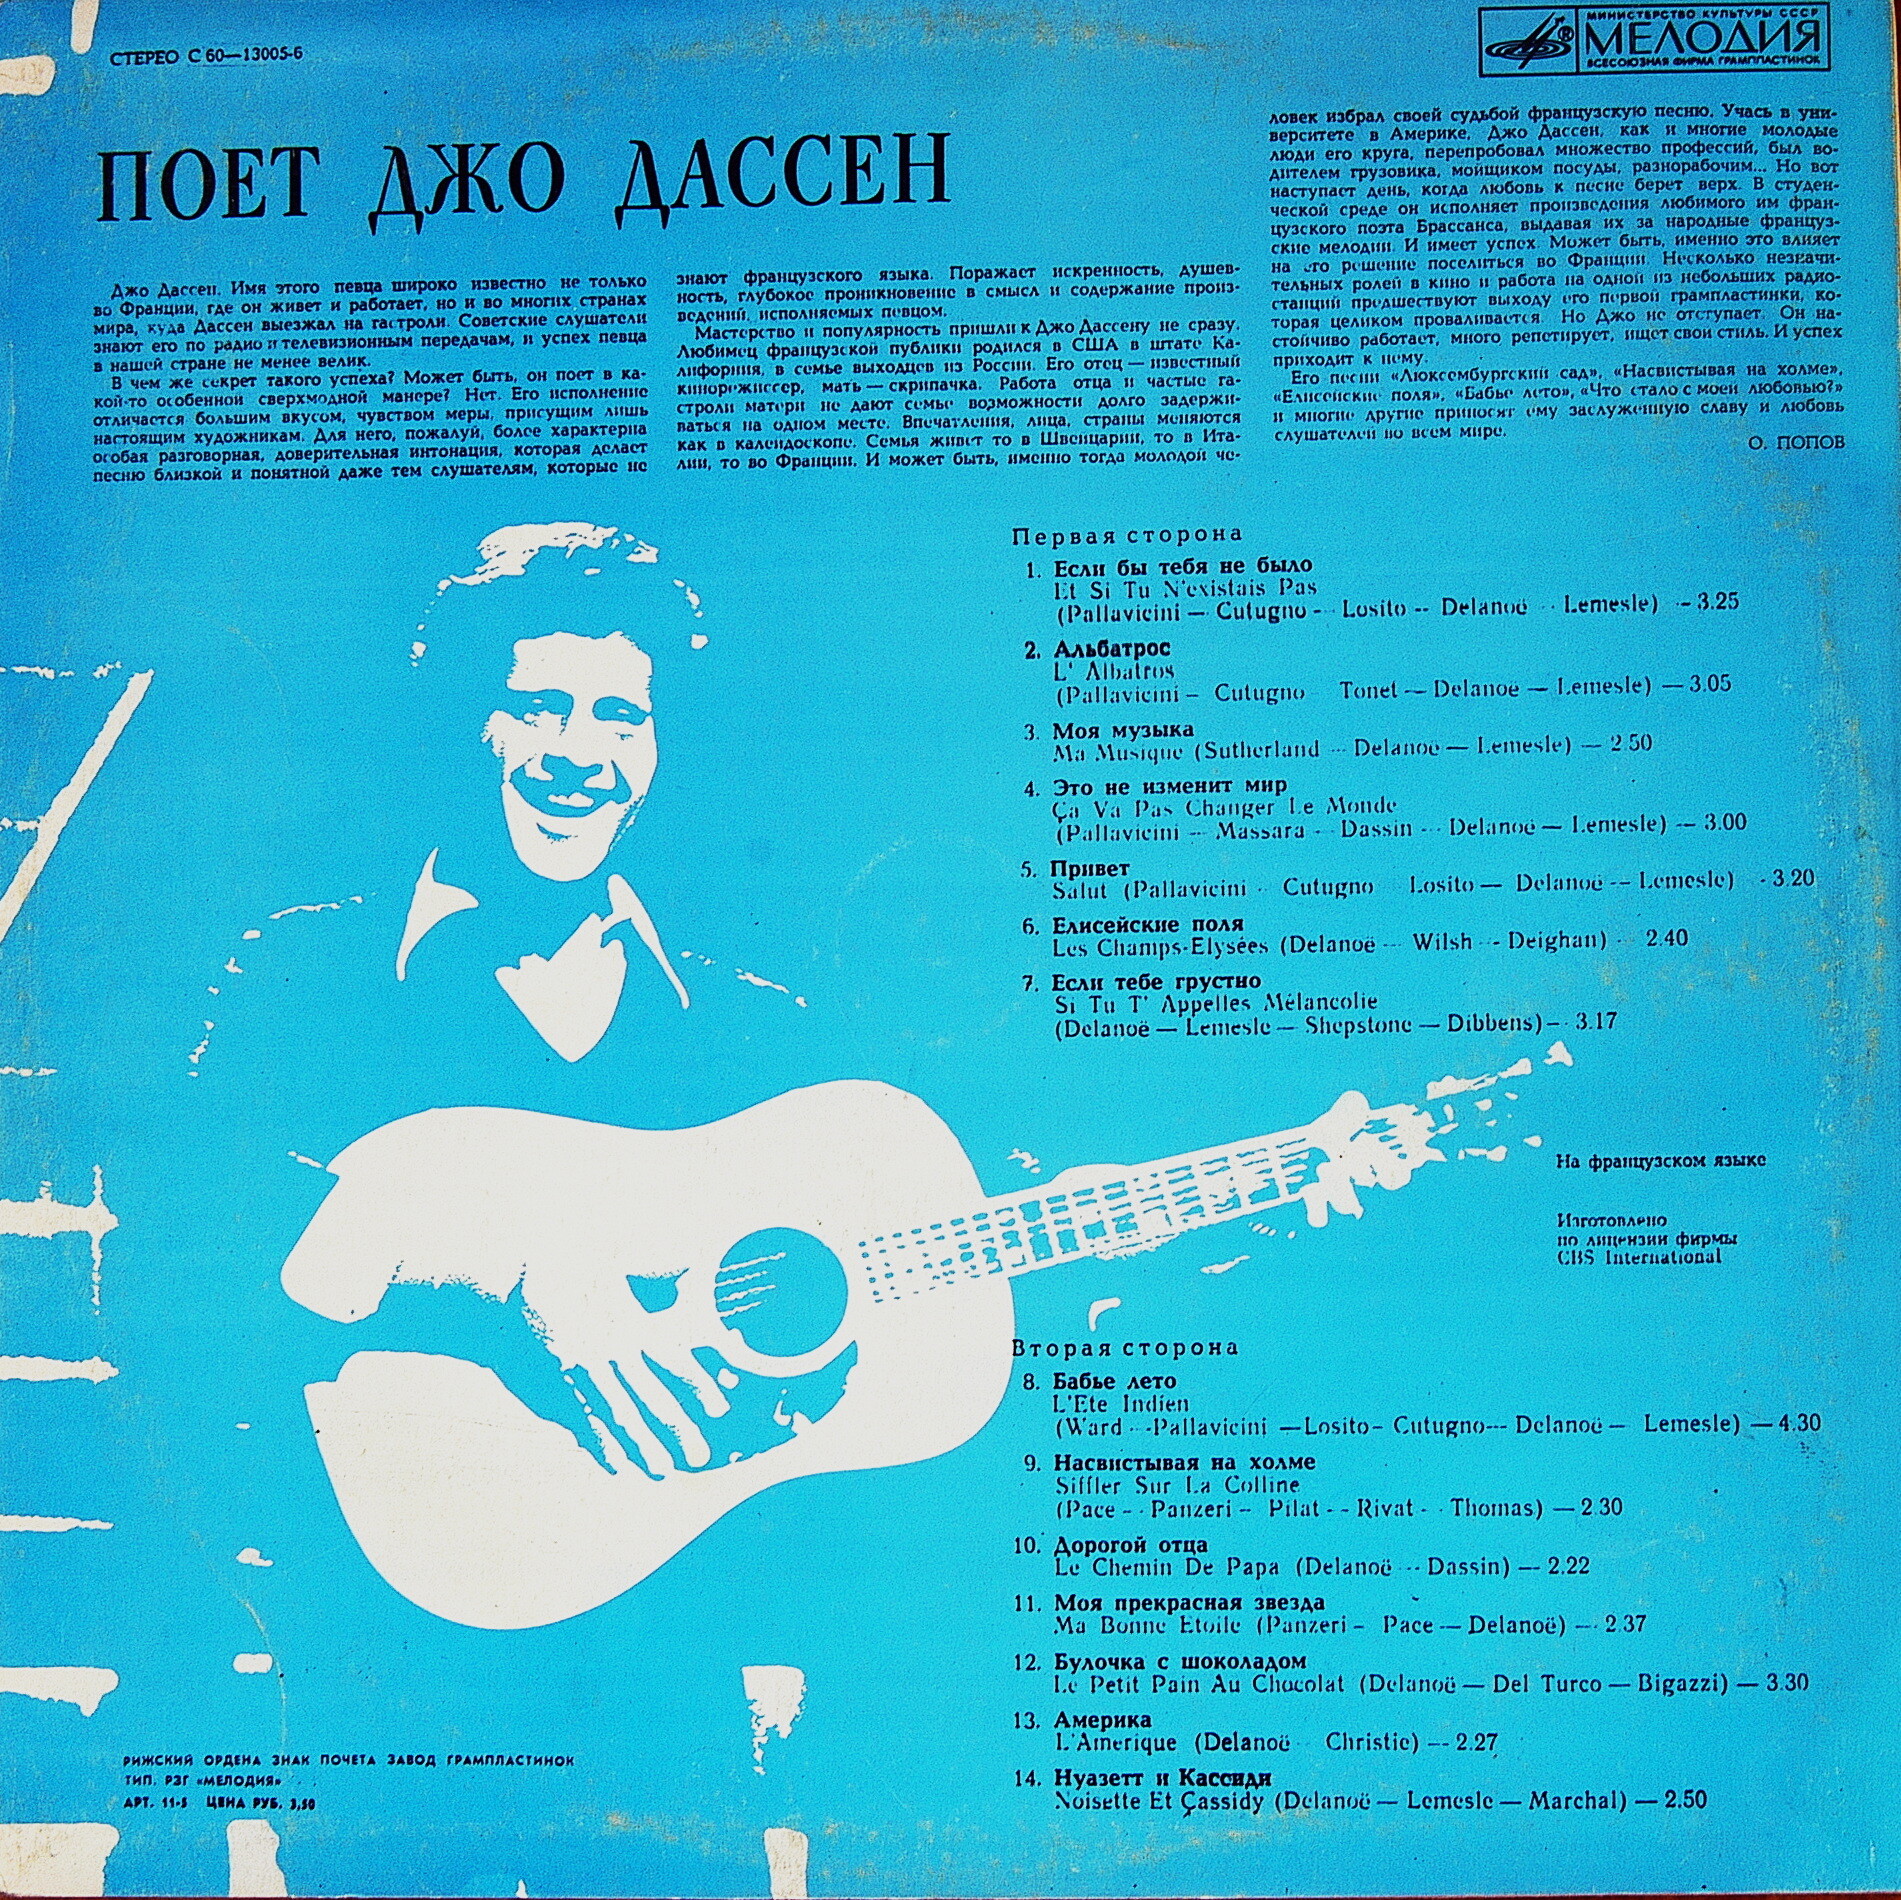 СТЕРЕО С 60—13005-6
МИНИСТЕРСТВО КУЛЬТУРЫ СССР
МЕЛОДИЯ
ВСЕСОЮЗНАЯ ФИРМА ГРАМПЛАСТИНОК
ПОЕТ ДЖО ДАССЕН
Джо Дассен. Имя этого певца широко известно не только
во Франции, где он живет и работает, но и во многих странах
мира, куда Дассен выезжал на гастроли. Советские слушатели
знают его по радио и телевизионным передачам, и успех певца
в нашей стране не менее велик.
В чем же секрет такого успеха? Может быть, он поет в ка-
кой-то особенной сверхмодной манере? Нет. Его исполнение
отличается большим вкусом, чувством меры, присущим лишь
настоящим художникам. Для него, пожалуй, более характерна
особая разговорная, доверительная интонация, которая делает
песню близкой и понятной даже тем слушателям, которые не
знают французского языка. Поражает искренность, душев-
ность, глубокое проникновение в смысл и содержание произ-
ведений, исполняемых певцом.
Мастерство и популярность пришли к Джо Дассену не сразу.
Любимец французской публики родился в США в штате Ка-
лифорния, в семье выходцев из России. Его отец — известный
кинорежиссер, мать — скрипачка. Работа отца и частые га-
строли матери не дают семье возможности долго задержи-
ваться на одном месте. Впечатления, лица, страны меняются
как в калейдоскопе. Семья живет то в Швейцарии, то в Ита-
лии, то во Франции. И может быть, именно тогда молодой че-
ловек избрал своей судьбой французскую песню. Учась в уни-
верситете в Америке, Джо Дассен, как и многие молодые
люди его круга, перепробовал множество профессий, был во-
дителем грузовика, мойщиком посуды, разнорабочим... Но вот
наступает день, когда любовь к песне берет верх. В студен-
ческой среде он исполняет произведения любимого им фран-
цузского поэта Брассанса, выдавая их за народные француз-
ские мелодии. И имеет успех. Может быть, именно это влияет
на его решение поселиться во Франции. Несколько незначи-
тельных ролей в кино и работа на одной из небольших радио-
станций предшествуют выходу его первой грампластинки, ко-
торая целиком проваливается. Но Джо не отступает. Он на-
стойчиво работает, много репетирует, ищет свой стиль. И успех
приходит к нему.
Его песни «Люксембургский сад», «Насвистывая на холме»,
«Елисейские поля», «Бабье лето», «Что стало с моей любовью?»
и многие другие приносят ему заслуженную славу и любовь
слушателей во всем мире.
О. ПОПОВ
Первая сторона
1. Если бы тебя не было
Et Si Tu N'existais Pas
(Pallavicini — Cutugno — Losito — Delanoë — Lemesle) — 3.25
2. Альбатрос
L' Albatros
(Pallavicini — Cutugno — Tonet — Delanoë — Lemesle) — 3.05
3. Моя музыка
Ma Musique (Sutherland — Delanoë — Lemesle) — 2.50
4. Это не изменит мир
Ça Va Pas Changer Le Monde
(Pallavicini — Massara — Dassin — Delanoë — Lemesle) — 3.00
5. Привет
Salut (Pallavicini — Cutugno — Losito — Delanoë — Lemesle) — 3.20
6. Елисейские поля
Les Champs-Elysées (Delanoë — Wilsh — Deighan) — 2.40
7. Если тебе грустно
Si Tu T' Appelles Mélancolie
(Delanoë — Lemesle — Shepstone — Dibbens) — 3.17
На французском языке
Изготовлено
по лицензии фирмы
CBS International
Вторая сторона
8. Бабье лето
L'Ete Indien
(Ward — Pallavicini — Losito — Cutugno — Delanoë — Lemesle) — 4.30
9. Насвистывая на холме
Siffler Sur La Colline
(Pace — Panzeri — Pilat — Rivat — Thomas) — 2.30
10. Дорогой отца
Le Chemin De Papa (Delanoë — Dassin) — 2.22
11. Моя прекрасная звезда
Ma Bonne Etoile (Panzeri — Pace — Delanoë) — 2.37
12. Булочка с шоколадом
Le Petit Pain Au Chocolat (Delanoë — Del Turco — Bigazzi) — 3.30
13. Америка
L'Amerique (Delanoë — Christie) — 2.27
14. Нуазетт и Кассиди
Noisette Et Çassidy (Delanoë — Lemesle — Marchal) — 2.50
РИЖСКИЙ ОРДЕНА ЗНАК ПОЧЕТА ЗАВОД ГРАМПЛАСТИНОК
ТИП. РЗГ «МЕЛОДИЯ»
АРТ. 11-5 ЦЕНА РУБ. 3,50